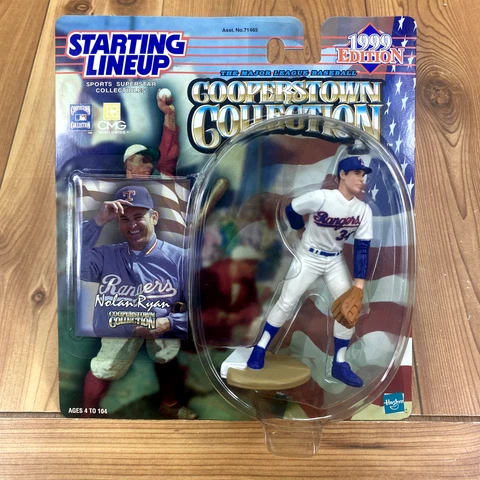 Asst. No.71465
STARTING
LINEUP
SPORTS SUPERSTAR
COLLECTIBLES
1999
EDITION
THE MAJOR LEAGUE BASEBALL
COOPERSTOWN
COLLECTION
CMG
T
Rangers
Nolan Ryan
COOPERSTOWN
COLLECTION
Rangers
34
AGES 4 TO 104
Hasbro